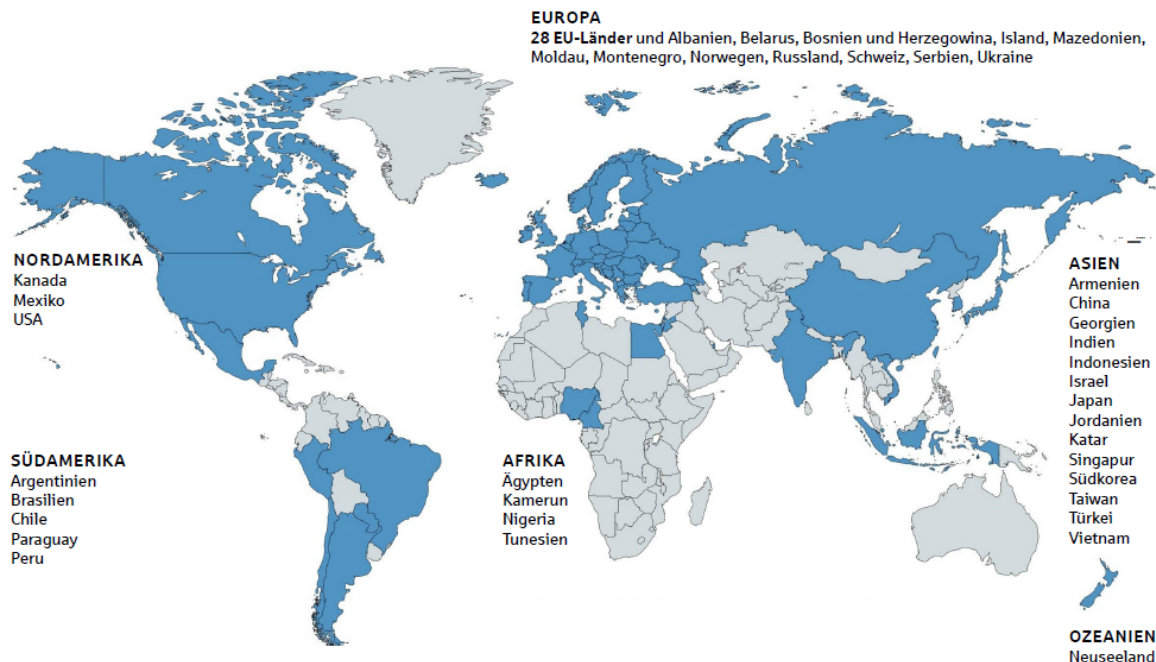 EUROPA
28 EU-Länder und Albanien, Belarus, Bosnien und Herzegowina, Island, Mazedonien,
Moldau, Montenegro, Norwegen, Russland, Schweiz, Serbien, Ukraine
NORDAMERIKA
Kanada
Mexiko
USA
SÜDAMERIKA
Argentinien
Brasilien
Chile
Paraguay
Peru
AFRIKA
Ägypten
Kamerun
Nigeria
Tunesien
ASIEN
Armenien
China
Georgien
Indien
Indonesien
Israel
Japan
Jordanien
Katar
Singapur
Südkorea
Taiwan
Türkei
Vietnam
OZEANIEN
Neuseeland